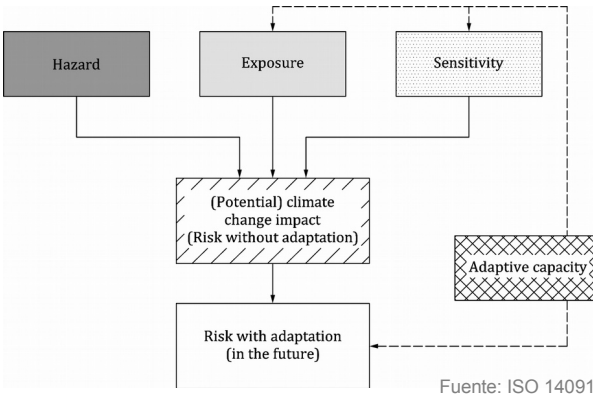 Hazard
Exposure
Sensitivity
(Potential) climate
change impact
(Risk without adaptation)
Adaptive capacity
Risk with adaptation
(in the future)
Fuente: ISO 14091